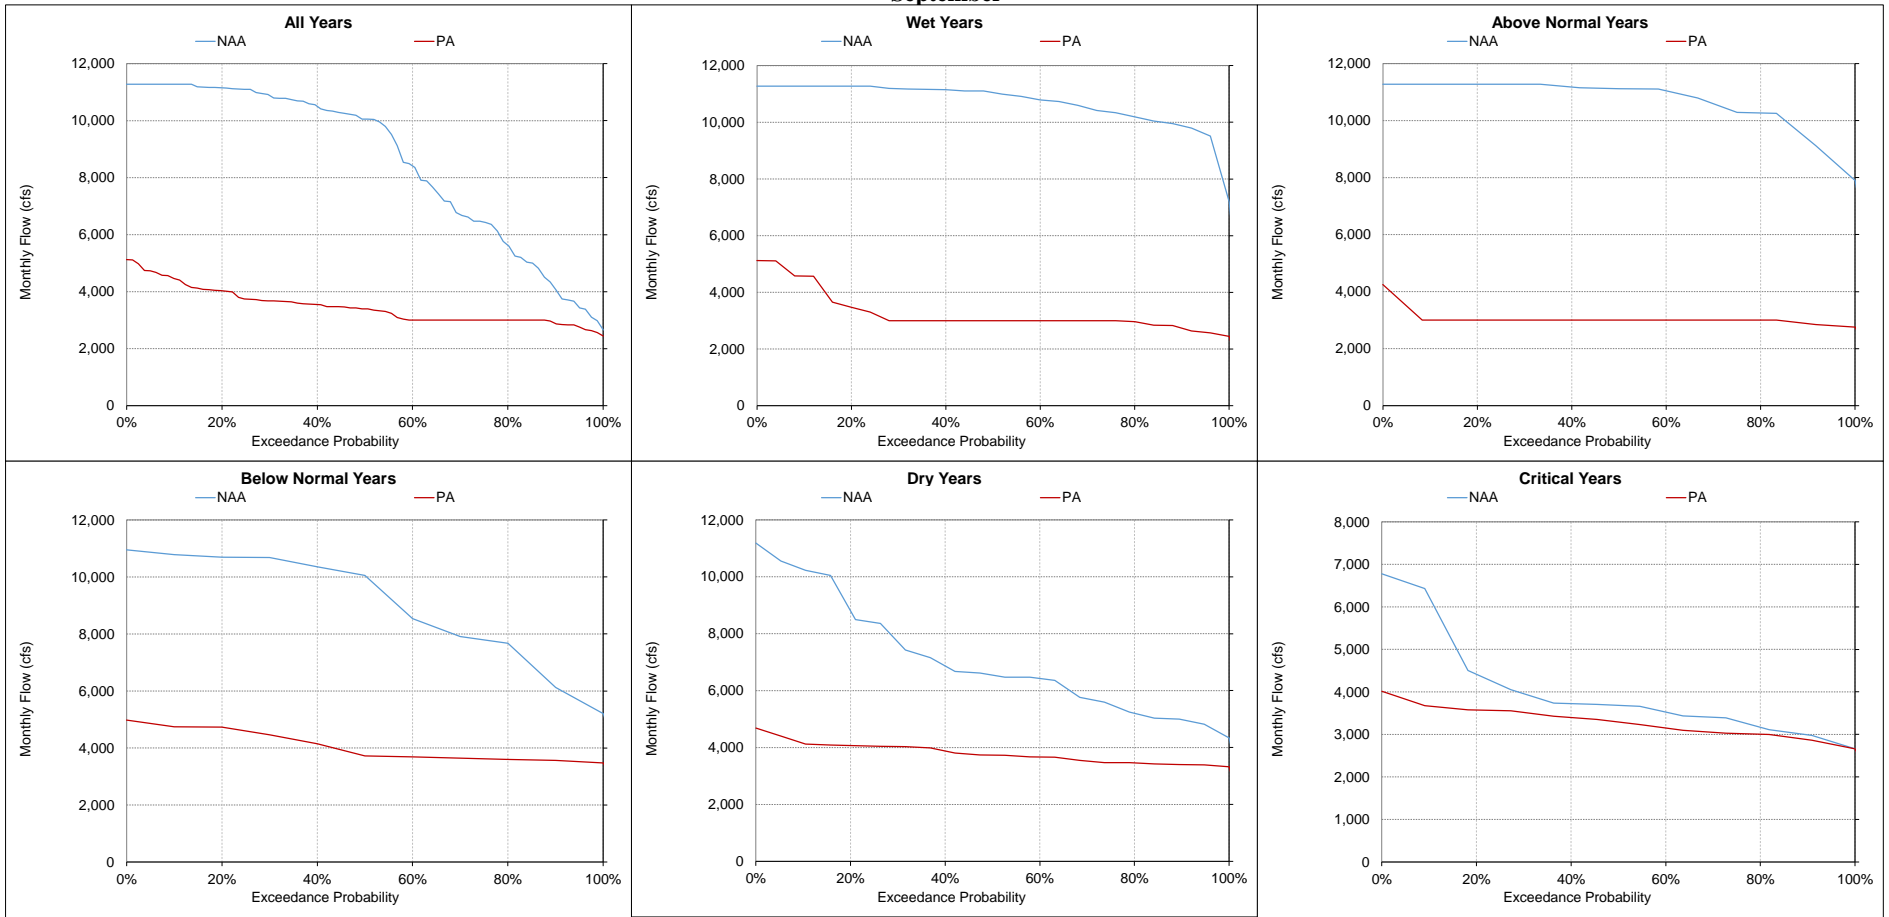 September
All Years
NAA PA
12,000
10,000
8,000
6,000
4,000
2,000
0
Monthly Flow (cfs)
0% 20% 40% 60% 80% 100%
Exceedance Probability
Wet Years
NAA PA
12,000
10,000
8,000
6,000
4,000
2,000
0
Monthly Flow (cfs)
0% 20% 40% 60% 80% 100%
Exceedance Probability
Above Normal Years
NAA PA
12,000
10,000
8,000
6,000
4,000
2,000
0
Monthly Flow (cfs)
0% 20% 40% 60% 80% 100%
Exceedance Probability
Below Normal Years
NAA PA
12,000
10,000
8,000
6,000
4,000
2,000
0
Monthly Flow (cfs)
0% 20% 40% 60% 80% 100%
Exceedance Probability
Dry Years
NAA PA
12,000
10,000
8,000
6,000
4,000
2,000
0
Monthly Flow (cfs)
0% 20% 40% 60% 80% 100%
Exceedance Probability
Critical Years
NAA PA
8,000
7,000
6,000
5,000
4,000
3,000
2,000
1,000
0
Monthly Flow (cfs)
0% 20% 40% 60% 80% 100%
Exceedance Probability